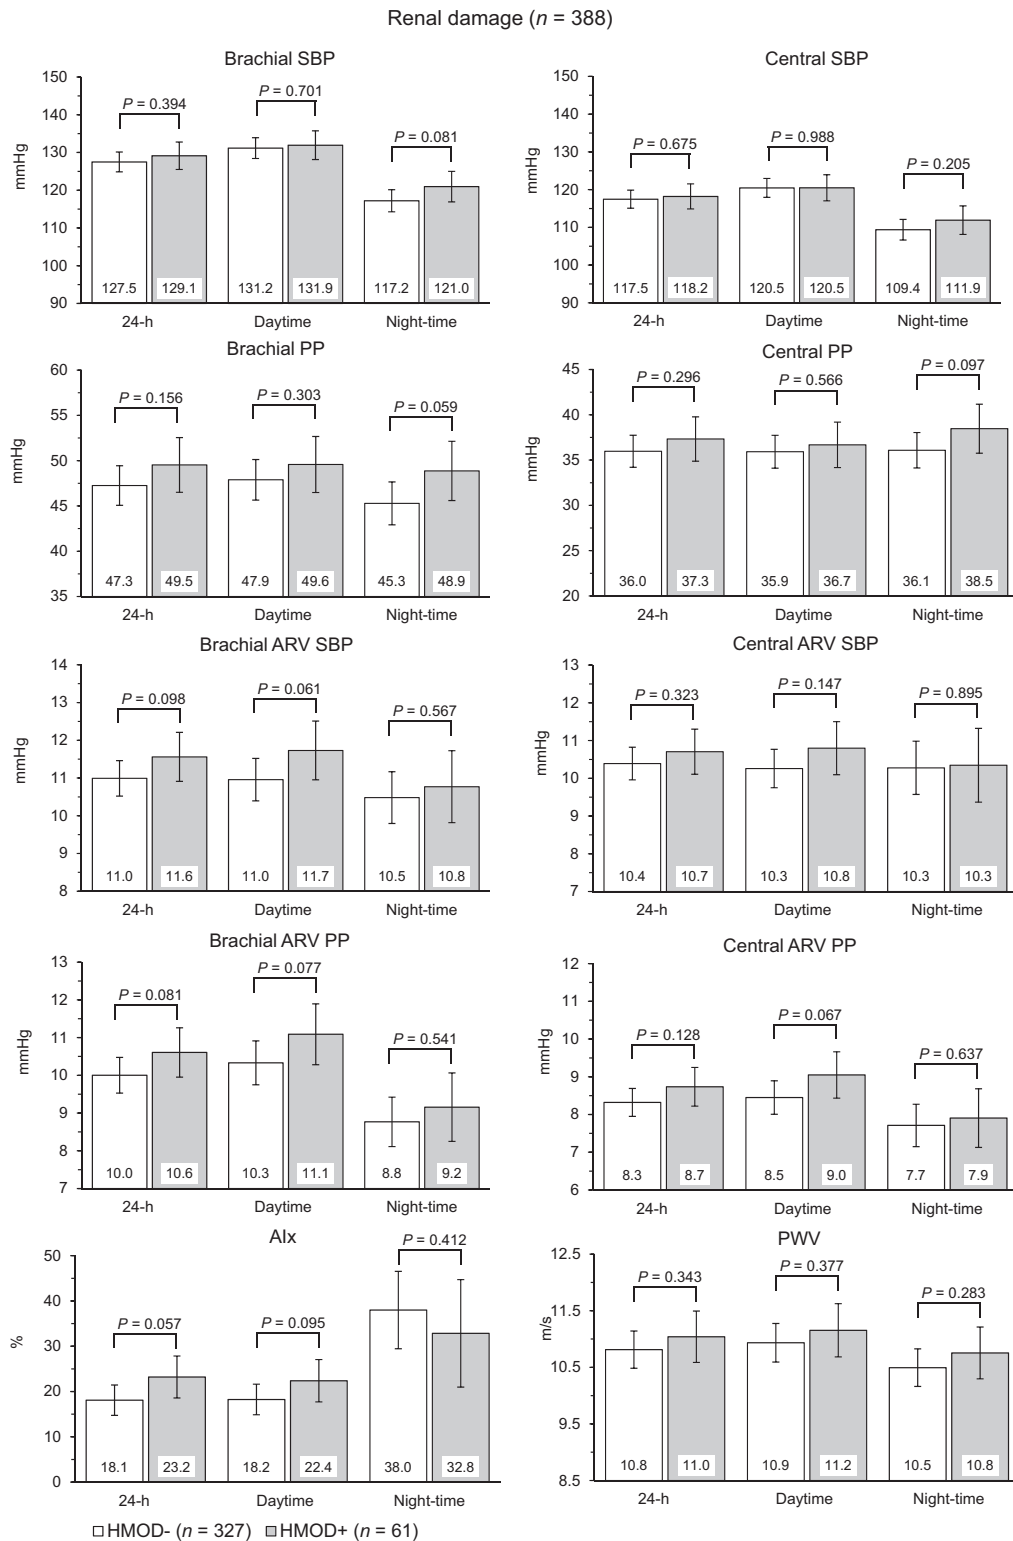 Renal damage (n = 388)
Brachial SBP
mmHg
150
140
130
120
110
100
90
P = 0.394
P = 0.701
P = 0.081
127.5 129.1 131.2 131.9 117.2 121.0
24-h Daytime Night-time
Central SBP
mmHg
150
140
130
120
110
100
90
P = 0.675
P = 0.988
P = 0.205
117.5 118.2 120.5 120.5 109.4 111.9
24-h Daytime Night-time
Brachial PP
mmHg
60
55
50
45
40
35
P = 0.156
P = 0.303
P = 0.059
47.3 49.5 47.9 49.6 45.3 48.9
24-h Daytime Night-time
Central PP
mmHg
45
40
35
30
25
20
P = 0.296
P = 0.566
P = 0.097
36.0 37.3 35.9 36.7 36.1 38.5
24-h Daytime Night-time
Brachial ARV SBP
mmHg
14
13
12
11
10
9
8
P = 0.098
P = 0.061
P = 0.567
11.0 11.6 11.0 11.7 10.5 10.8
24-h Daytime Night-time
Central ARV SBP
mmHg
13
12
11
10
9
8
7
P = 0.323
P = 0.147
P = 0.895
10.4 10.7 10.3 10.8 10.3 10.3
24-h Daytime Night-time
Brachial ARV PP
mmHg
13
12
11
10
9
8
7
P = 0.081
P = 0.077
P = 0.541
10.0 10.6 10.3 11.1 8.8 9.2
24-h Daytime Night-time
Central ARV PP
mmHg
12
11
10
9
8
7
6
P = 0.128
P = 0.067
P = 0.637
8.3 8.7 8.5 9.0 7.7 7.9
24-h Daytime Night-time
AIx
%
50
40
30
20
10
0
P = 0.057
P = 0.095
P = 0.412
18.1 23.2 18.2 22.4 38.0 32.8
24-h Daytime Night-time
PWV
m/s
12.5
11.5
10.5
9.5
8.5
P = 0.343
P = 0.377
P = 0.283
10.8 11.0 10.9 11.2 10.5 10.8
24-h Daytime Night-time
HMOD- (n = 327) HMOD+ (n = 61)